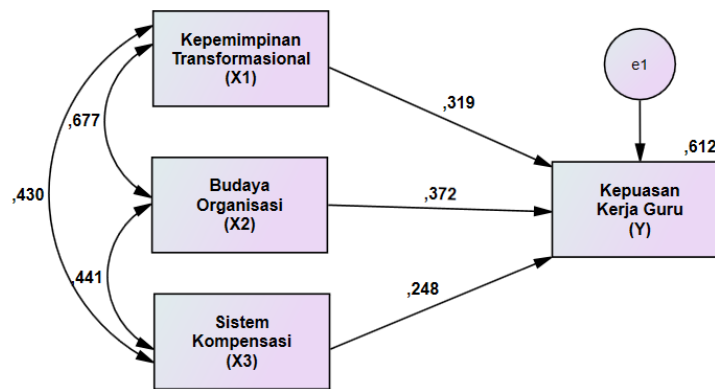 Kepemimpinan
Transformasional
(X1)
e1
,319
,677
,612
,430
Budaya
Organisasi
(X2)
,372
Kepuasan
Kerja Guru
(Y)
,441
,248
Sistem
Kompensasi
(X3)